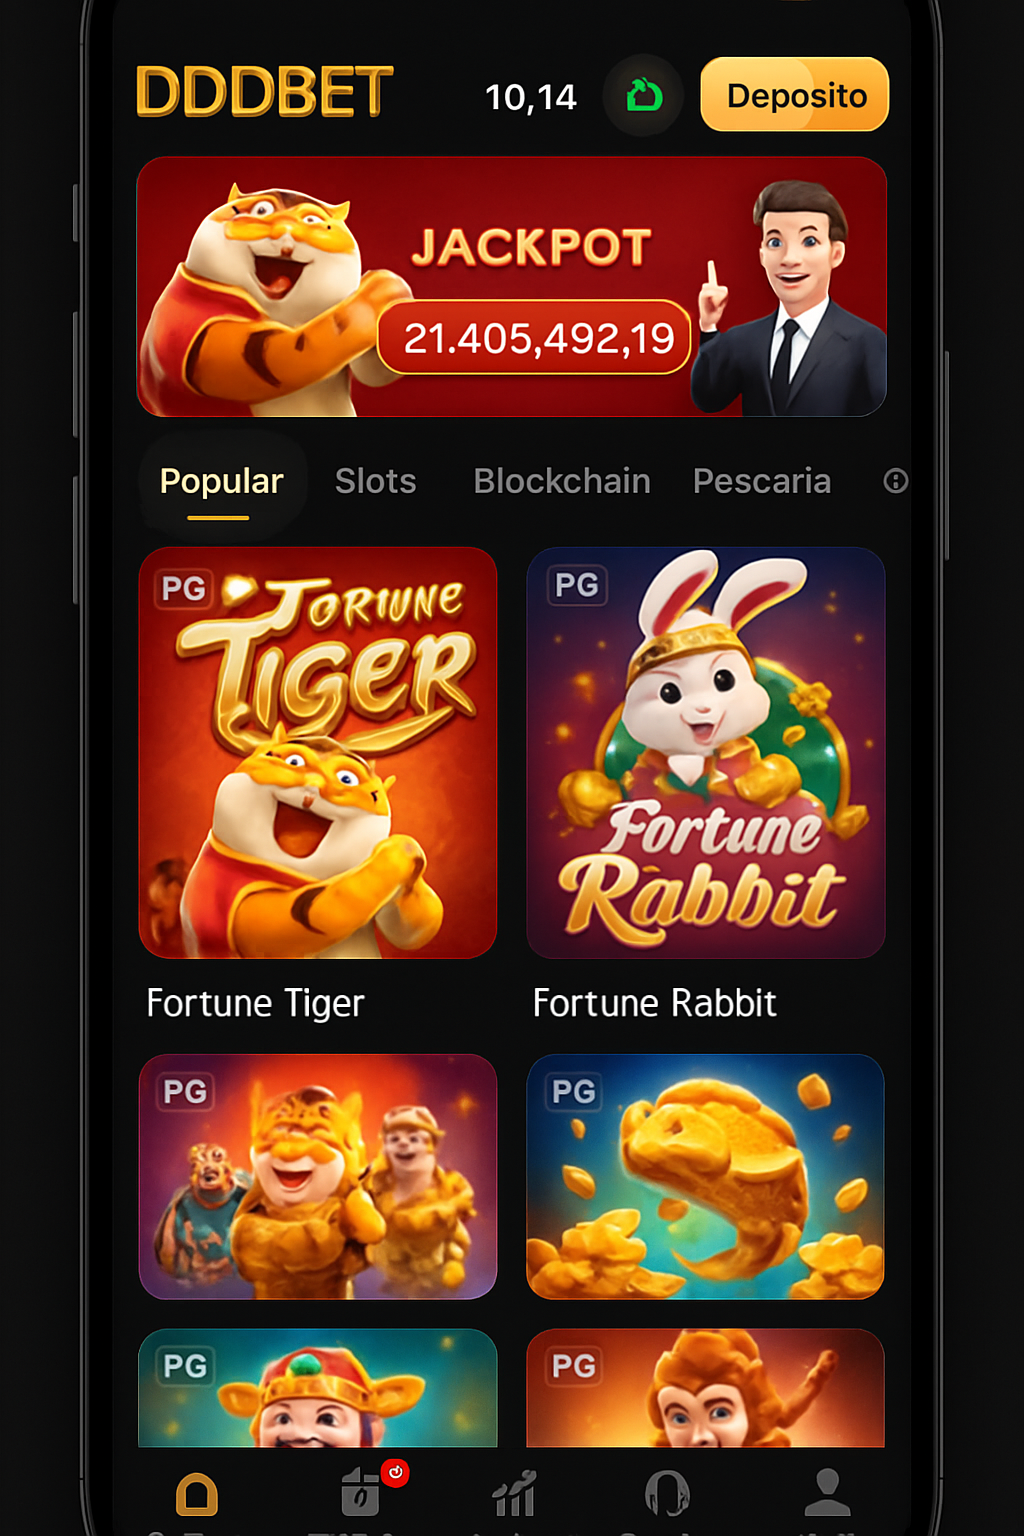 DDDBET
10,14
Deposito
JACKPOT
21.405,492,19
Popular Slots Blockchain Pescaria
PG
FORTUNE
TIGER
PG
Fortune
Rabbit
Fortune Tiger
Fortune Rabbit
PG
PG
PG
PG